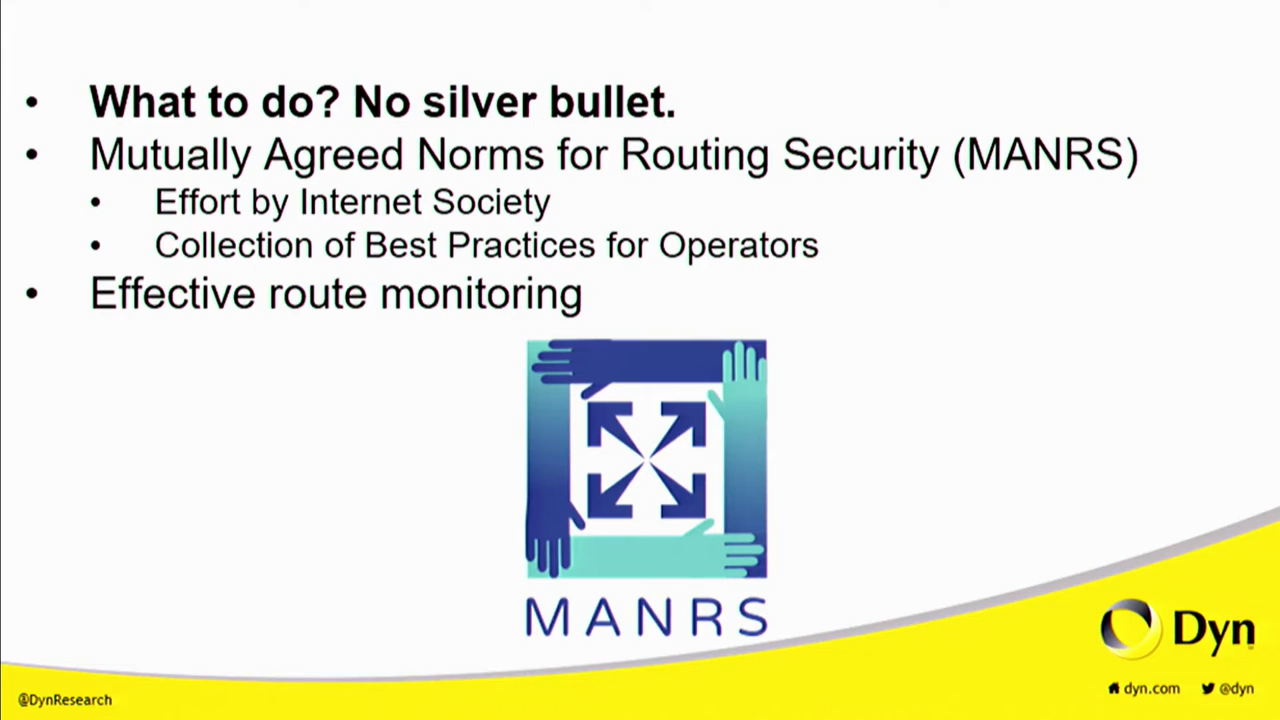 • What to do? No silver bullet.
• Mutually Agreed Norms for Routing Security (MANRS)
• Effort by Internet Society
• Collection of Best Practices for Operators
• Effective route monitoring
MANRS
Dyn
@DynResearch
dyn.com @dyn